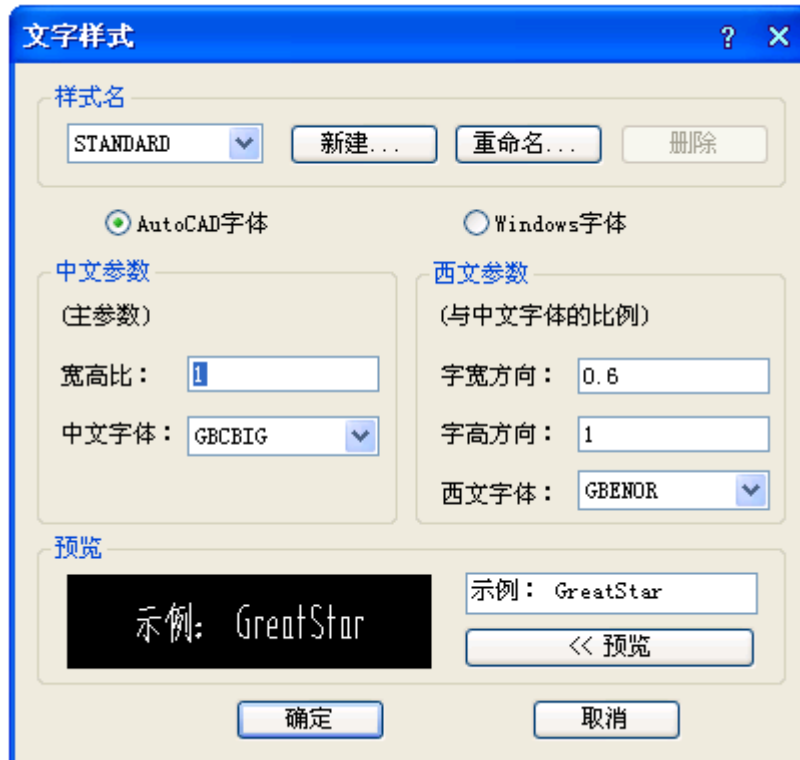 文字样式
样式名
STANDARD 新建... 重命名... 删除
AutoCAD字体 Windows字体
中文参数
(主参数)
宽高比： 1
中文字体： GBCBIG
西文参数
(与中文字体的比例)
字宽方向： 0.6
字高方向： 1
西文字体： GBENOR
预览
示例： GreatStar
示例： GreatStar
<< 预览
确定 取消